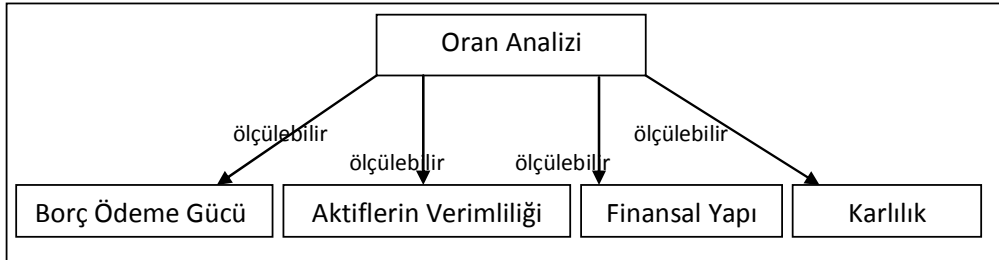 Oran Analizi
ölçülebilir
ölçülebilir
ölçülebilir
ölçülebilir
Borç Ödeme Gücü
Aktiflerin Verimliliği
Finansal Yapı
Karlılık